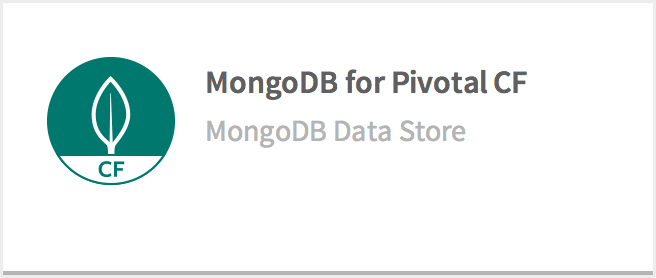 MongoDB for Pivotal CF
MongoDB Data Store
CF